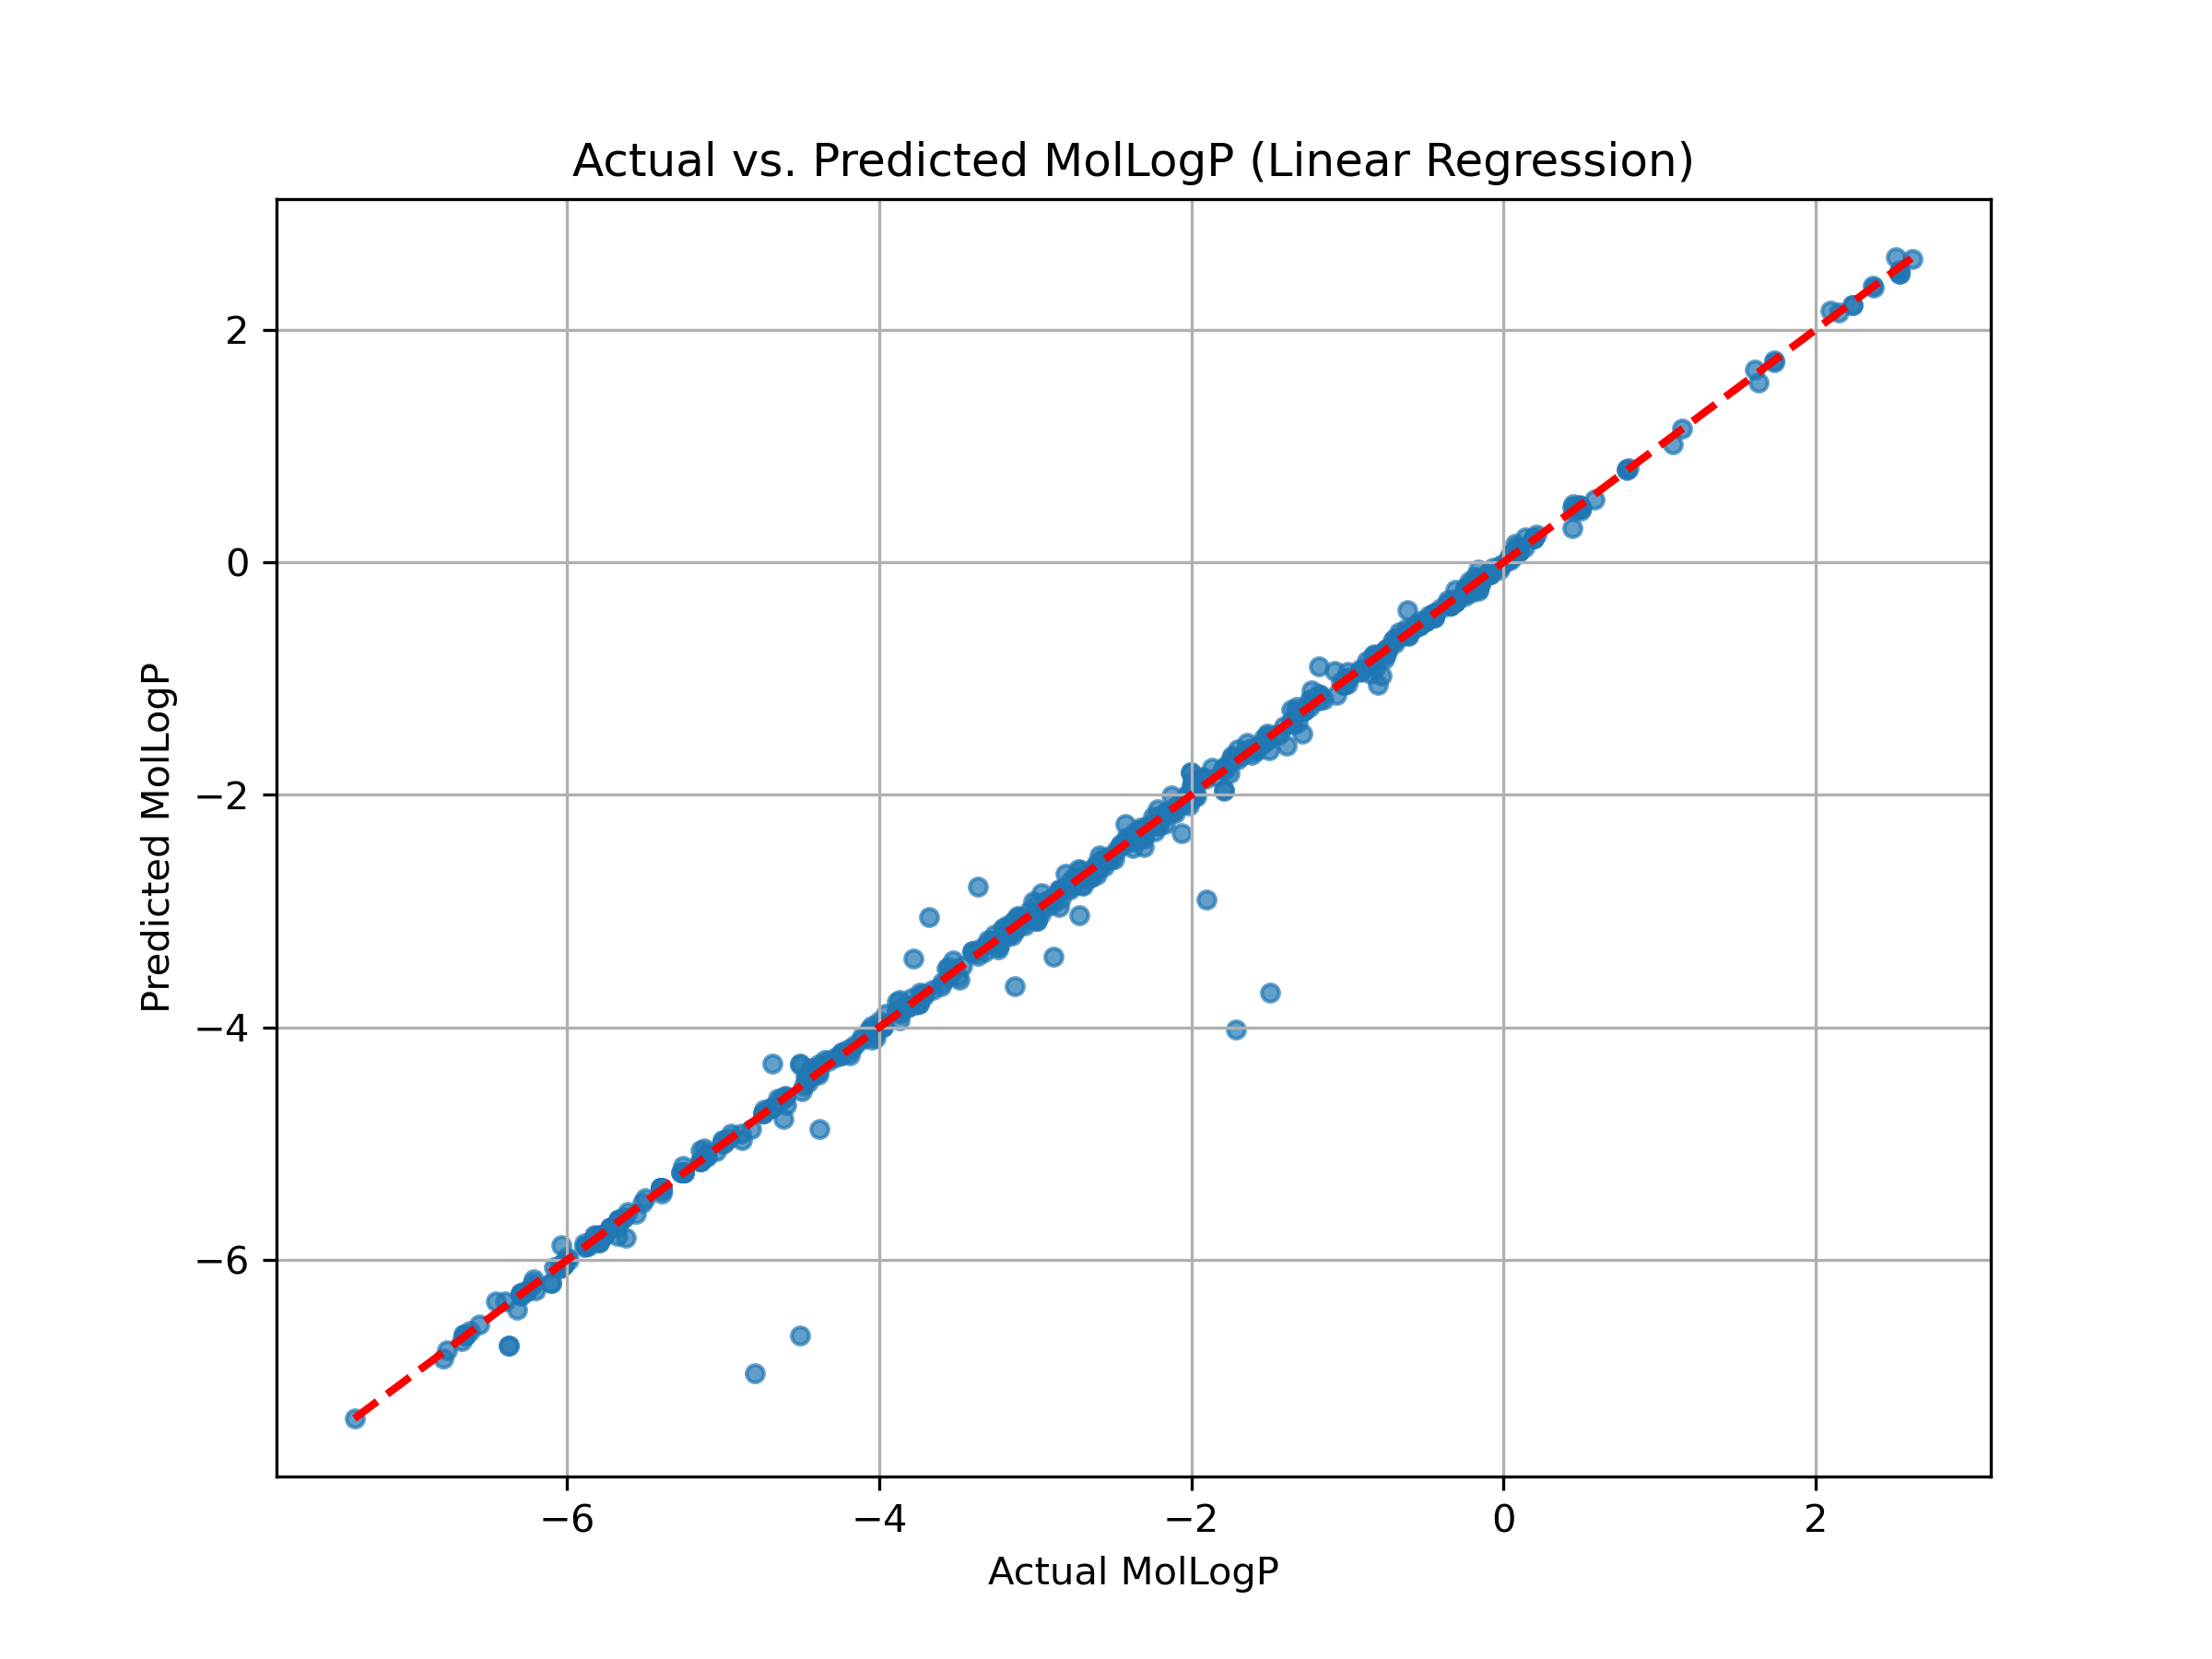 Actual vs. Predicted MolLogP (Linear Regression)
Predicted MolLogP
2
0
−2
−4
−6
−6 −4 −2 0 2
Actual MolLogP